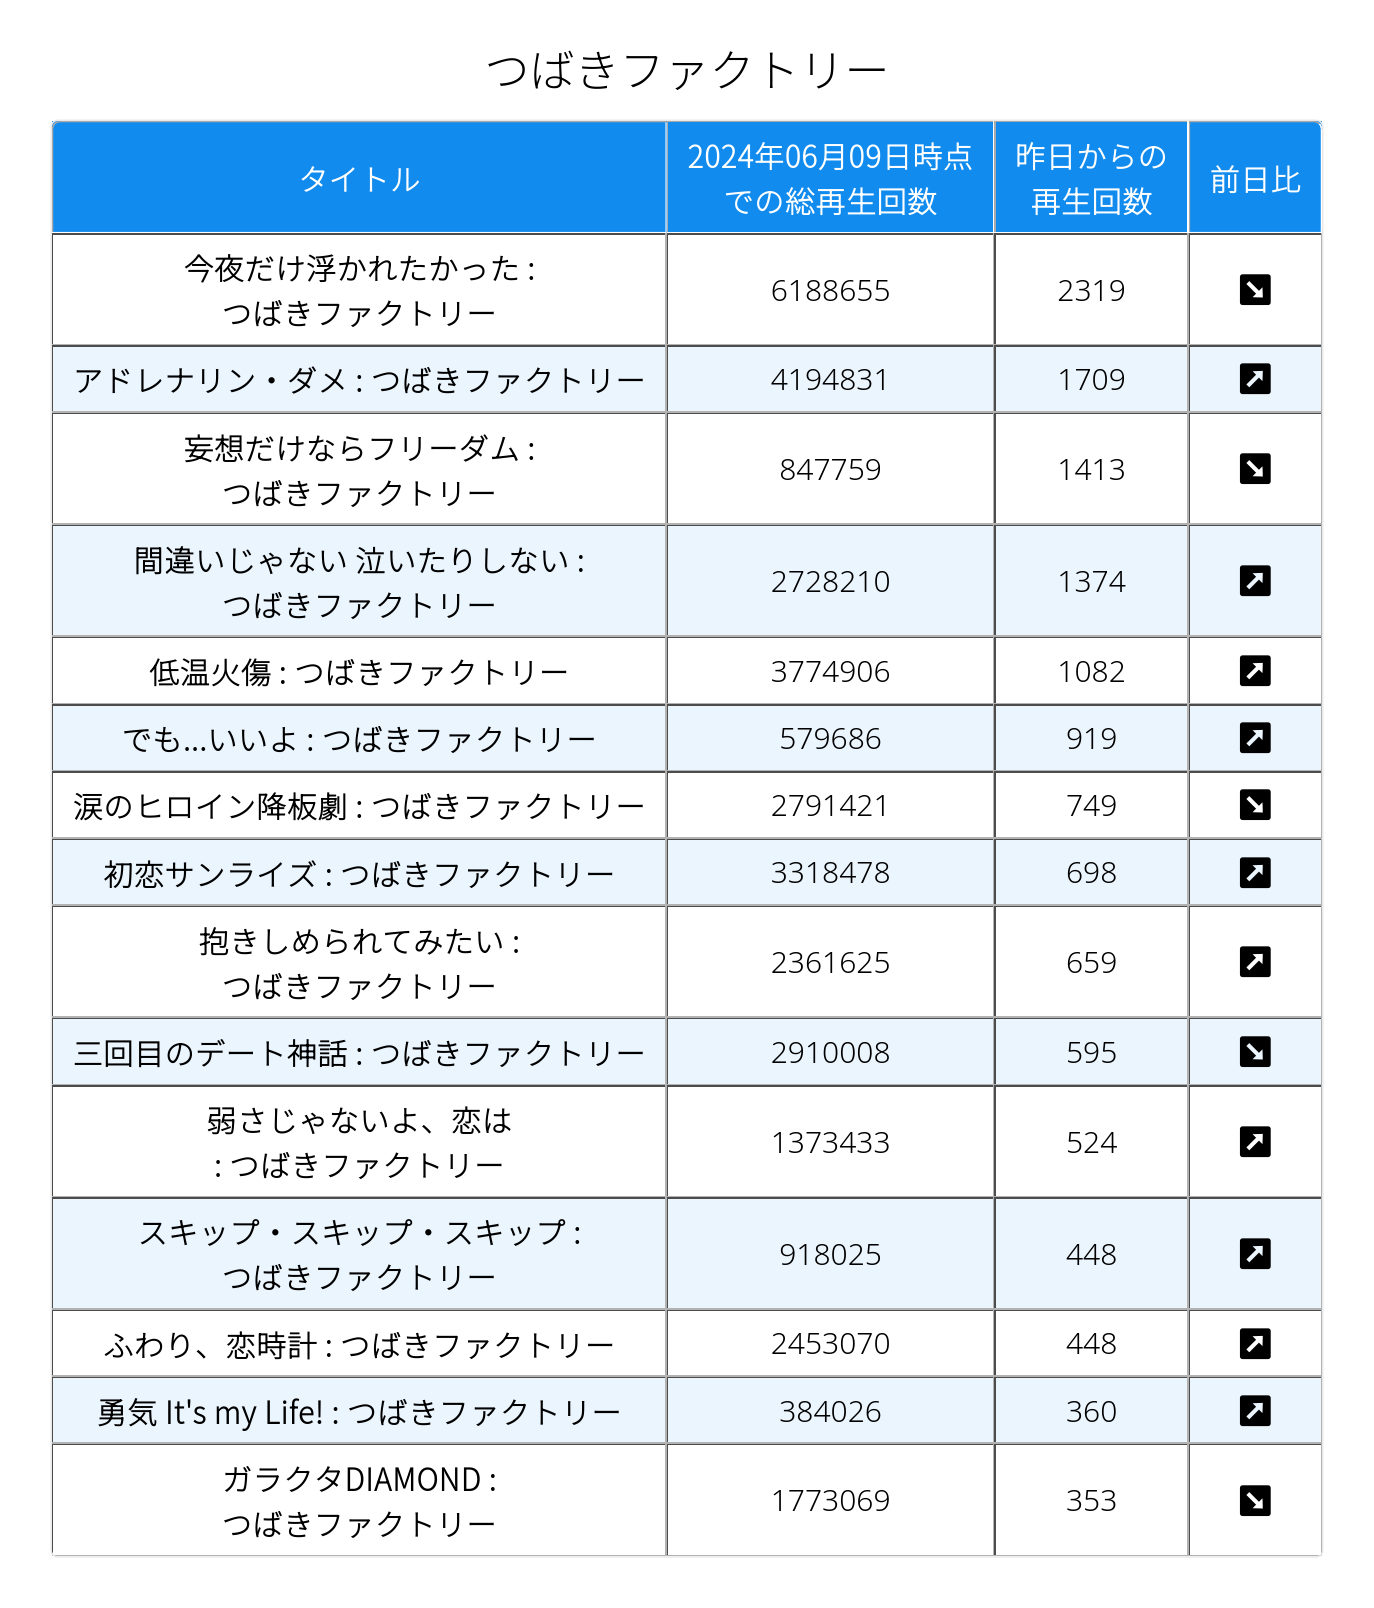 つばきファクトリー
タイトル
2024年06月09日時点
での総再生回数
昨日からの
再生回数
前日比
今夜だけ浮かれたかった :
つばきファクトリー
6188655
2319
アドレナリン・ダメ : つばきファクトリー
4194831
1709
妄想だけならフリーダム :
つばきファクトリー
847759
1413
間違いじゃない 泣いたりしない :
つばきファクトリー
2728210
1374
低温火傷 : つばきファクトリー
3774906
1082
でも...いいよ : つばきファクトリー
579686
919
涙のヒロイン降板劇 : つばきファクトリー
2791421
749
初恋サンライズ : つばきファクトリー
3318478
698
抱きしめられてみたい :
つばきファクトリー
2361625
659
三回目のデート神話 : つばきファクトリー
2910008
595
弱さじゃないよ、恋は
: つばきファクトリー
1373433
524
スキップ・スキップ・スキップ :
つばきファクトリー
918025
448
ふわり、恋時計 : つばきファクトリー
2453070
448
勇気 It's my Life! : つばきファクトリー
384026
360
ガラクタDIAMOND :
つばきファクトリー
1773069
353